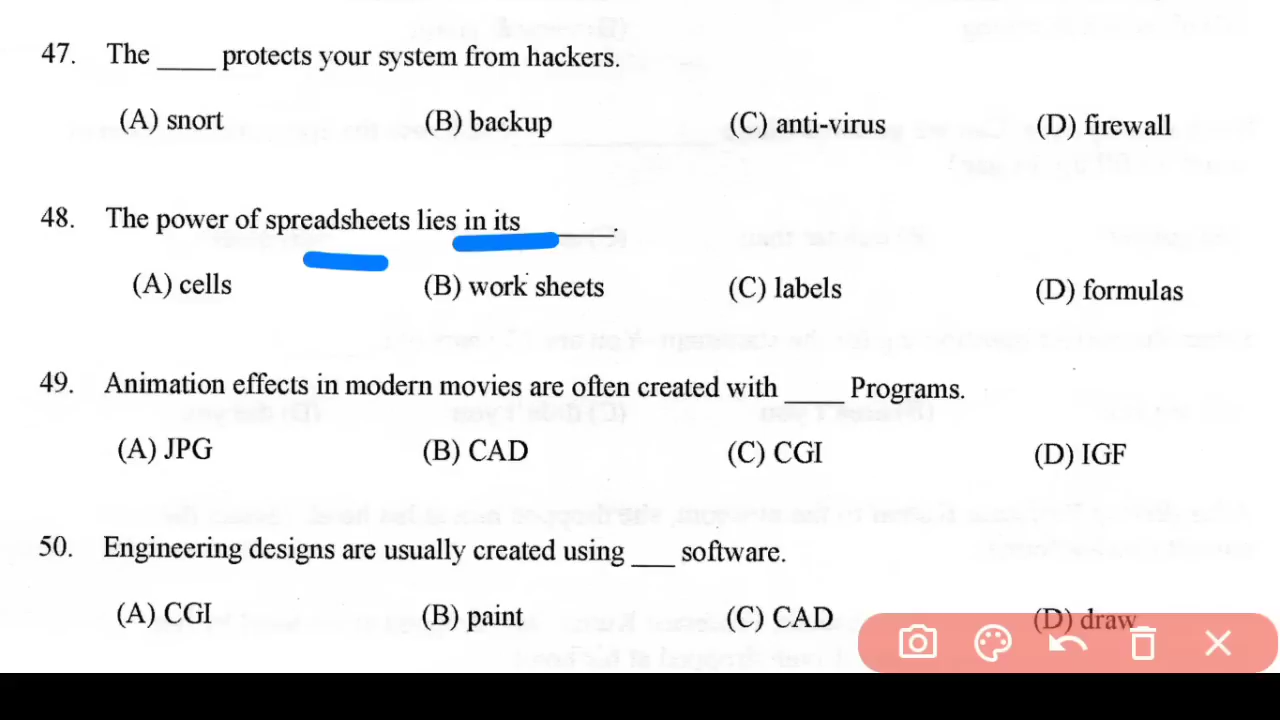 47. The ____ protects your system from hackers.
(A) snort (B) backup (C) anti-virus (D) firewall
48. The power of spreadsheets lies in its ______.
(A) cells (B) work sheets (C) labels (D) formulas
49. Animation effects in modern movies are often created with ____ Programs.
(A) JPG (B) CAD (C) CGI (D) IGF
50. Engineering designs are usually created using ___ software.
(A) CGI (B) paint (C) CAD (D) draw